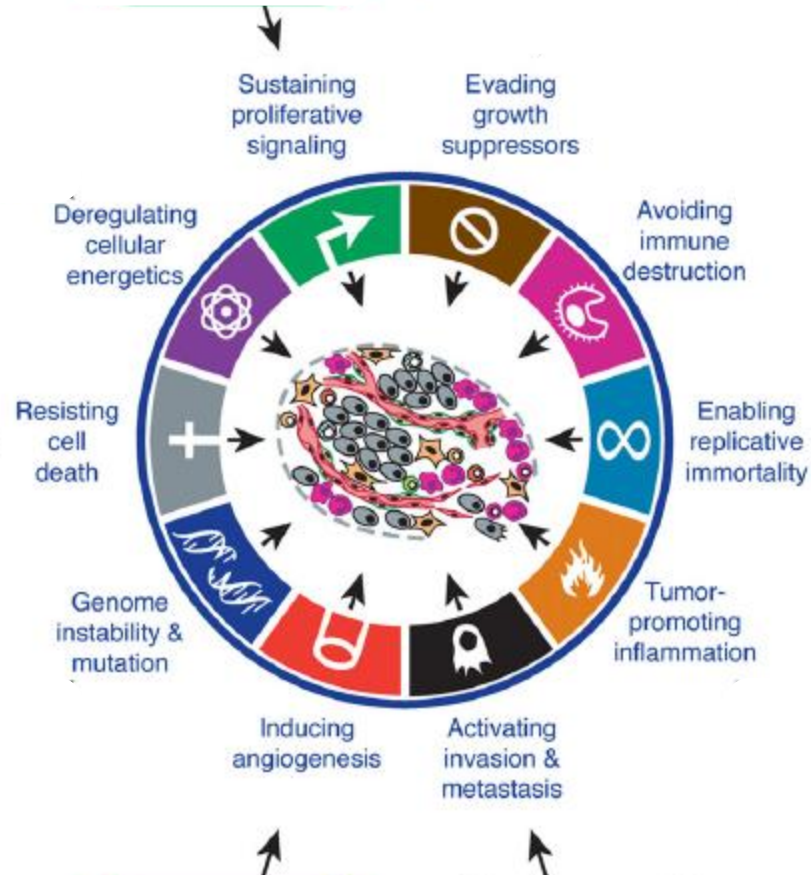 Sustaining
proliferative
signaling
Evading
growth
suppressors
Avoiding
immune
destruction
Enabling
replicative
immortality
Tumor-
promoting
inflammation
Activating
invasion &
metastasis
Inducing
angiogenesis
Genome
instability &
mutation
Resisting
cell
death
Deregulating
cellular
energetics